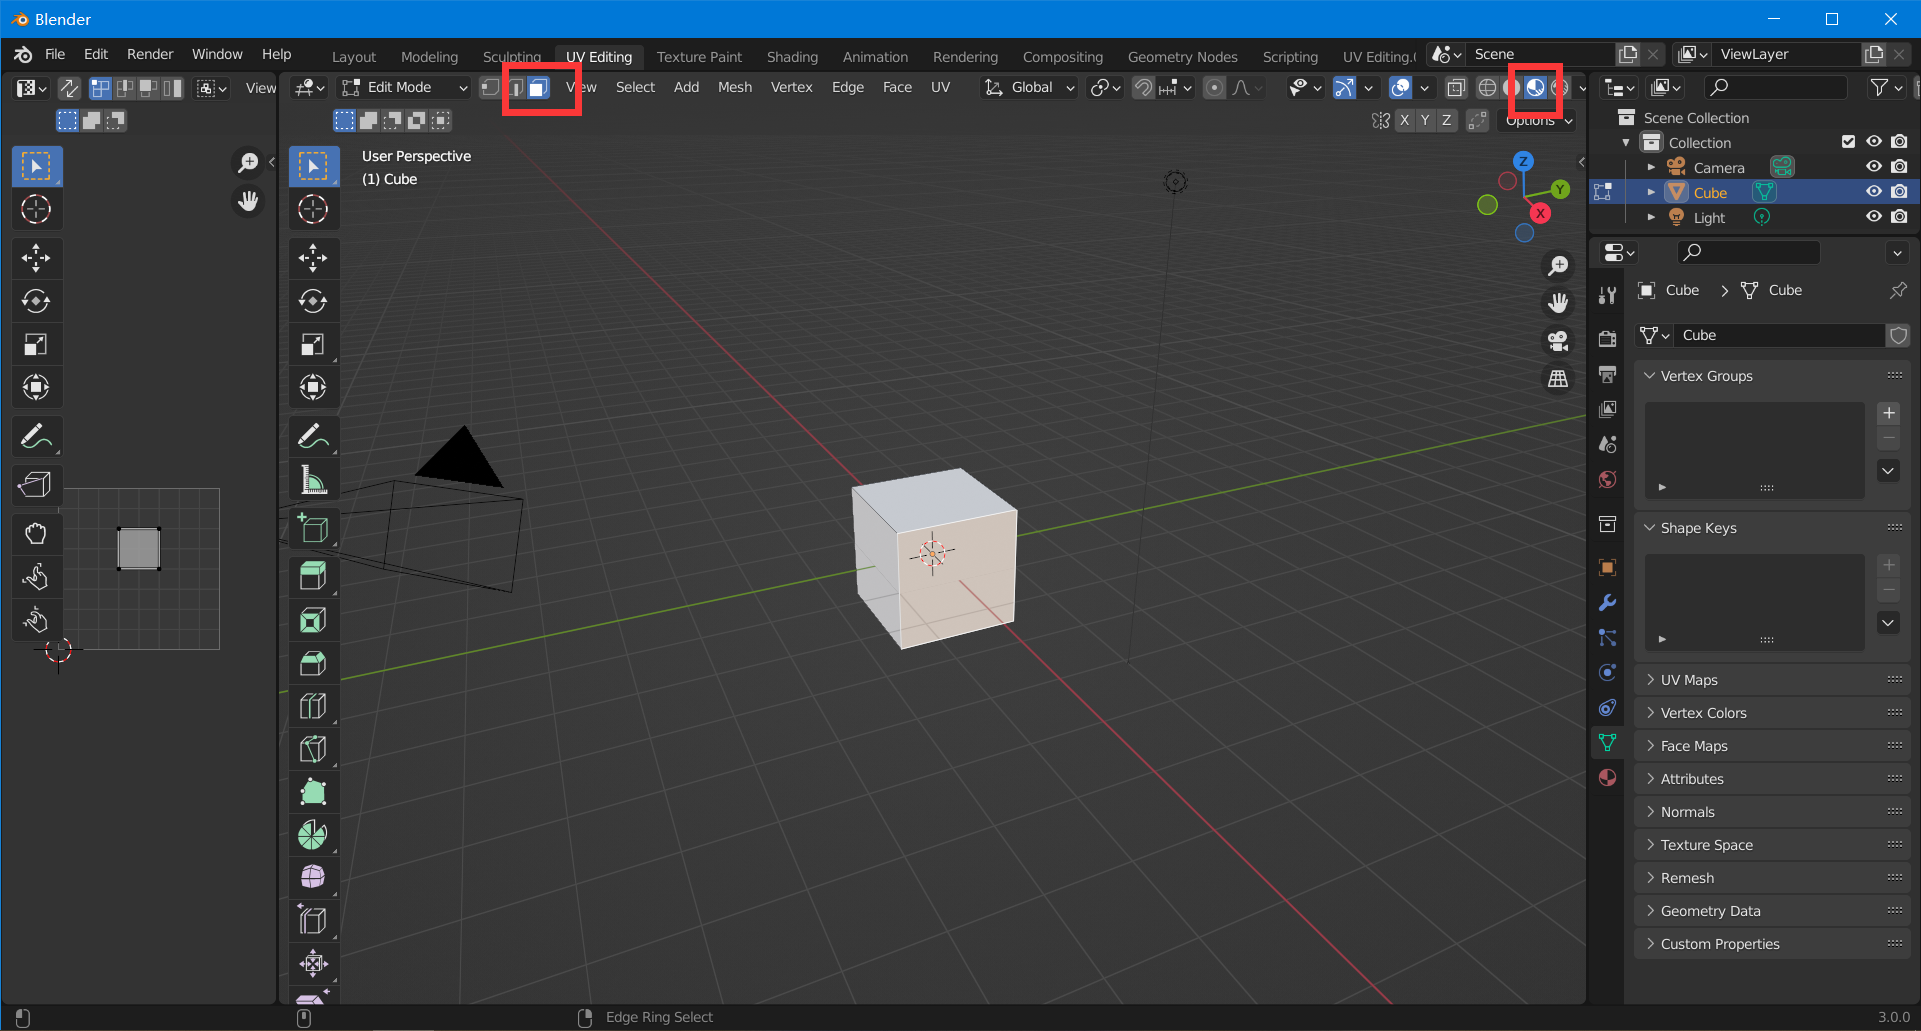 Blender
File Edit Render Window Help Layout Modeling Sculpting UV Editing Texture Paint Shading Animation Rendering Compositing Geometry Nodes Scripting UV Editing.( Scene ViewLayer
View Edit Mode View Select Add Mesh Vertex Edge Face UV Global
X Y Z Options
User Perspective
(1) Cube
Z
Y
X
Scene Collection
Collection
Camera
Cube
Light
Cube Cube
Cube
Vertex Groups
Shape Keys
UV Maps
Vertex Colors
Face Maps
Attributes
Normals
Texture Space
Remesh
Geometry Data
Custom Properties
Edge Ring Select
3.0.0